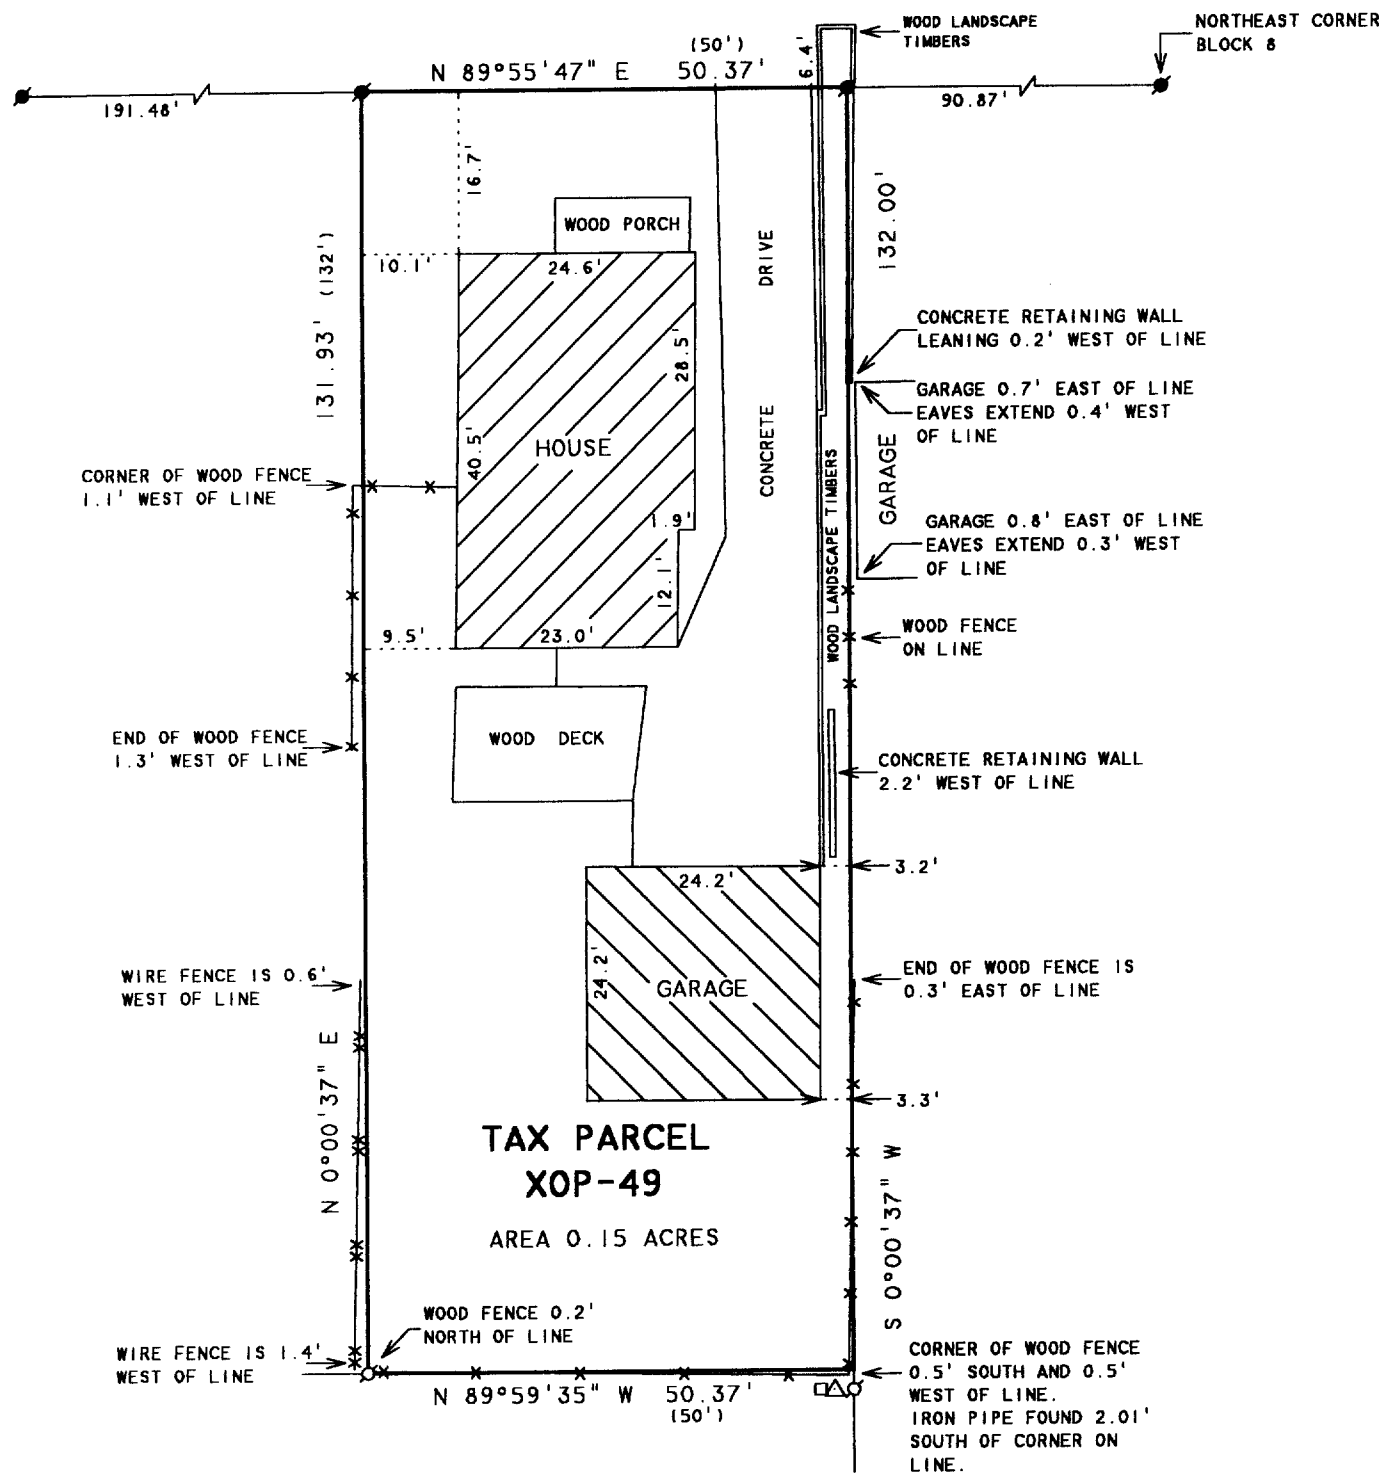 WOOD LANDSCAPE
TIMBERS
NORTHEAST CORNER
BLOCK 8
(50')
N 89°55'47" E 50.37'
6.4'
191.48'
90.87'
16.7'
132.00'
WOOD PORCH
10.1'
24.6'
131.93' (132')
CONCRETE DRIVE
28.5'
CONCRETE RETAINING WALL
LEANING 0.2' WEST OF LINE
GARAGE 0.7' EAST OF LINE
EAVES EXTEND 0.4' WEST
OF LINE
HOUSE
40.5'
GARAGE
CORNER OF WOOD FENCE
1.1' WEST OF LINE
WOOD LANDSCAPE TIMBERS
1.9'
GARAGE 0.8' EAST OF LINE
EAVES EXTEND 0.3' WEST
OF LINE
12.1'
9.5'
23.0'
WOOD FENCE
ON LINE
END OF WOOD FENCE
1.3' WEST OF LINE
WOOD DECK
CONCRETE RETAINING WALL
2.2' WEST OF LINE
3.2'
24.2'
24.2'
GARAGE
WIRE FENCE IS 0.6'
WEST OF LINE
END OF WOOD FENCE IS
0.3' EAST OF LINE
N 0°00'37" E
3.3'
TAX PARCEL
XOP-49
AREA 0.15 ACRES
S 0°00'37" W
WOOD FENCE 0.2'
NORTH OF LINE
WIRE FENCE IS 1.4'
WEST OF LINE
N 89°59'35" W 50.37'
(50')
CORNER OF WOOD FENCE
0.5' SOUTH AND 0.5'
WEST OF LINE.
IRON PIPE FOUND 2.01'
SOUTH OF CORNER ON
LINE.